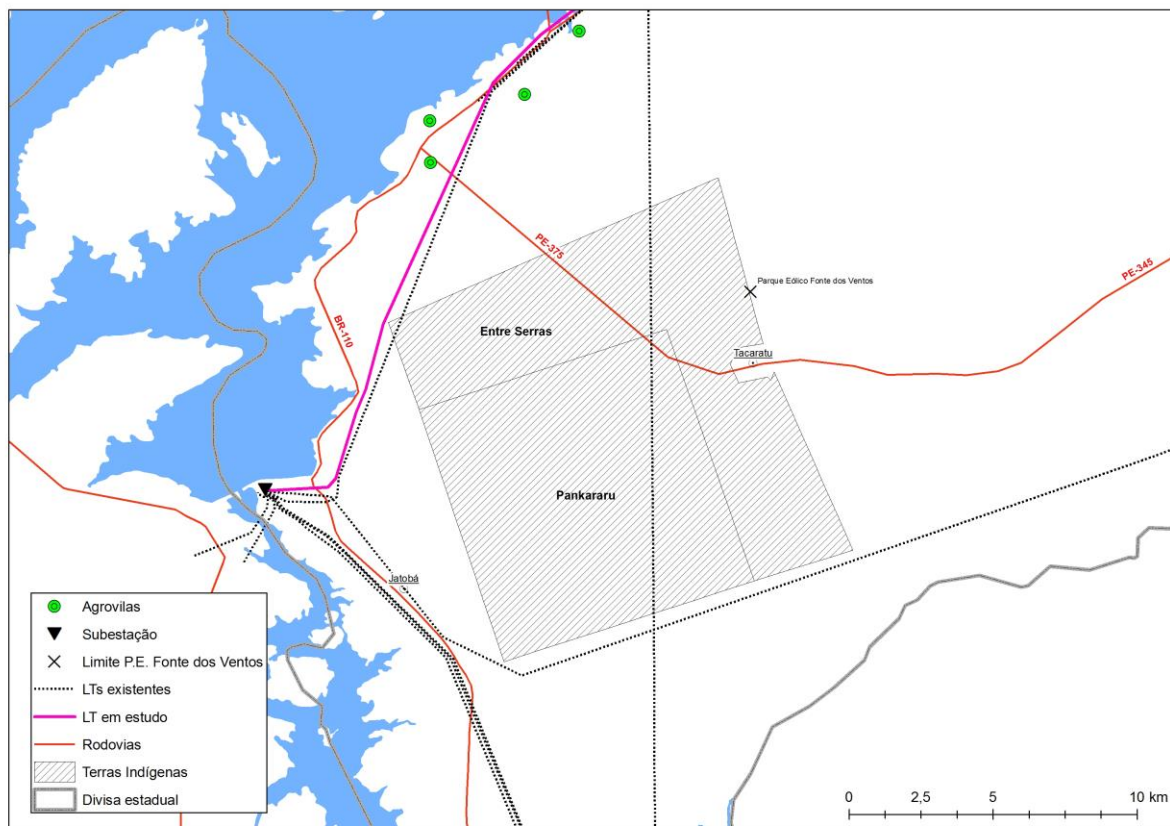 PE-375
PE-345
Parque Eólico Fonte dos Ventos
BR-110
Entre Serras
Tacaratu
Pankararu
Jatobá
Agrovilas
Subestação
Limite P.E. Fonte dos Ventos
LTs existentes
LT em estudo
Rodovias
Terras Indígenas
Divisa estadual
0 2,5 5 10 km